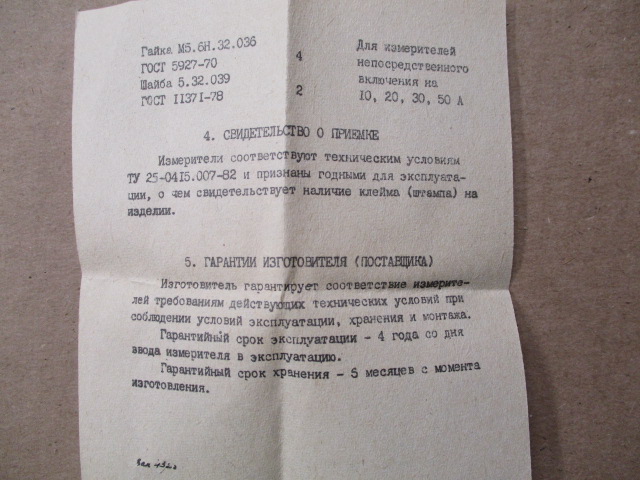 Гайка М5.6Н.32.036
ГОСТ 5927-70
4
Шайба 5.32.039
ГОСТ II37I-78
2
Для измерителей
непосредственного
включения на
I0, 20, 30, 50 А
4. СВИДЕТЕЛЬСТВО О ПРИЕМКЕ
Измерители соответствуют техническим условиям
ТУ 25-04I5.007-82 и признаны годными для эксплуата-
ции, о чем свидетельствует наличие клейма (штампа) на
изделии.
5. ГАРАНТИИ ИЗГОТОВИТЕЛЯ (ПОСТАВЩИКА)
Изготовитель гарантирует соответствие измерите-
лей требованиям действующих технических условий при
соблюдении условий эксплуатации, хранения и монтажа.
Гарантийный срок эксплуатации - 4 года со дня
ввода измерителя в эксплуатацию.
Гарантийный срок хранения - 6 месяцев с момента
изготовления.